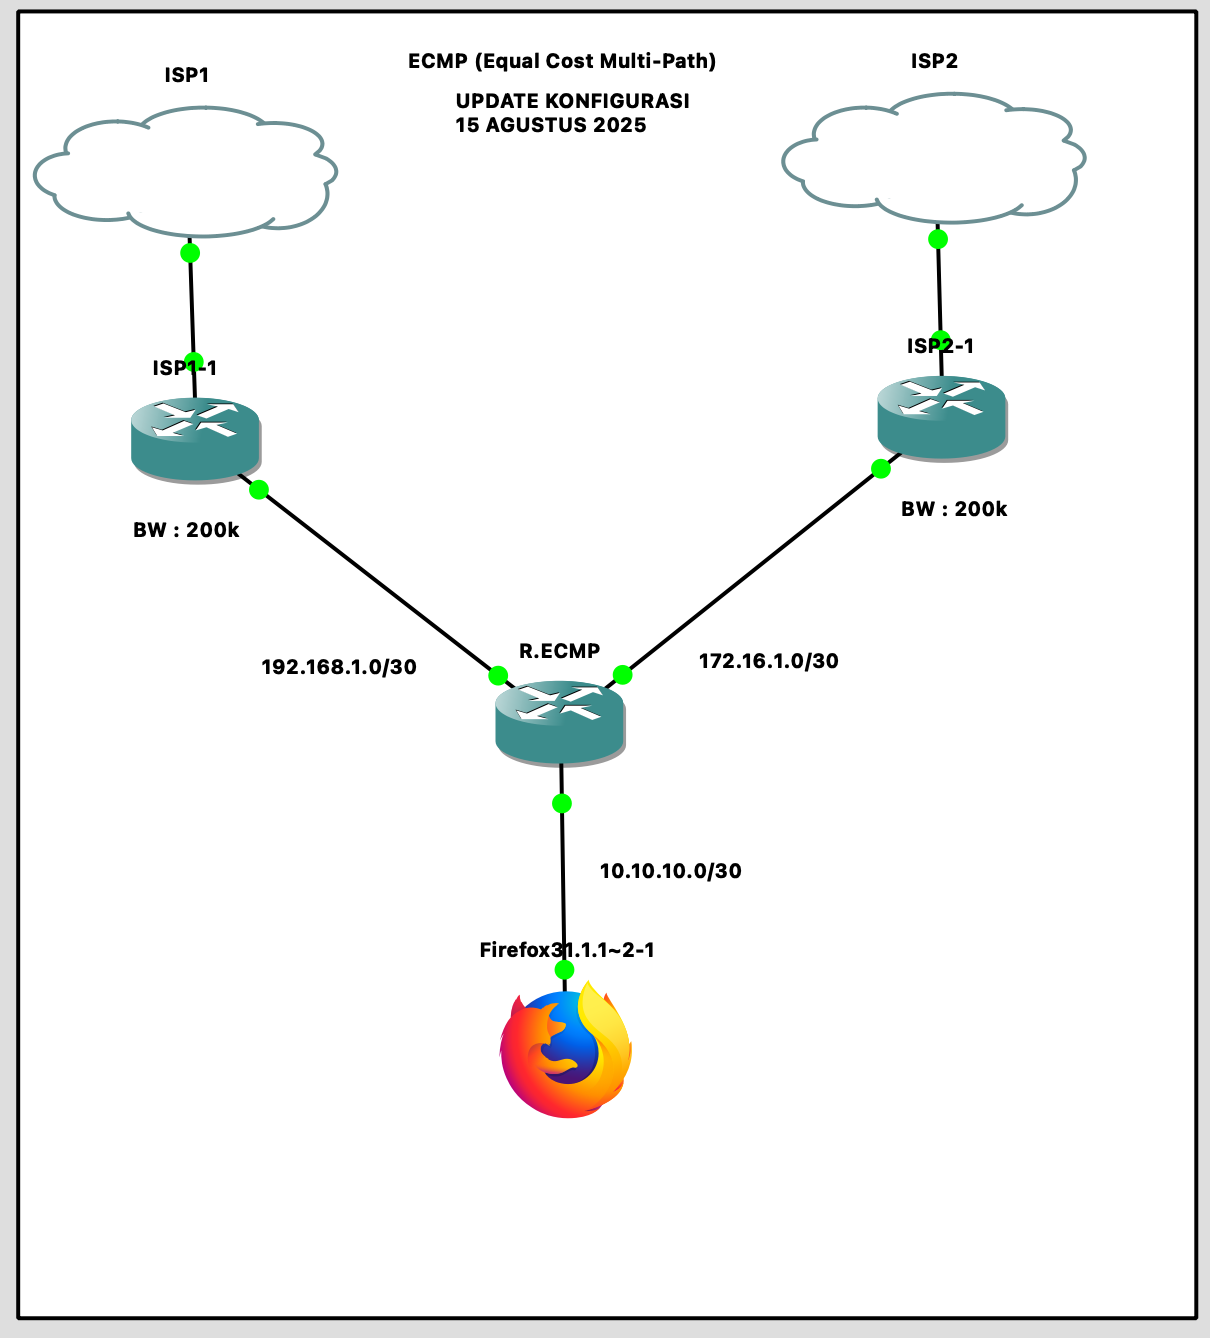 ISP1
ECMP (Equal Cost Multi-Path)
ISP2
UPDATE KONFIGURASI
15 AGUSTUS 2025
ISP1-1
ISP2-1
BW : 200k
BW : 200k
R.ECMP
192.168.1.0/30
172.16.1.0/30
10.10.10.0/30
Firefox31.1.1~2-1